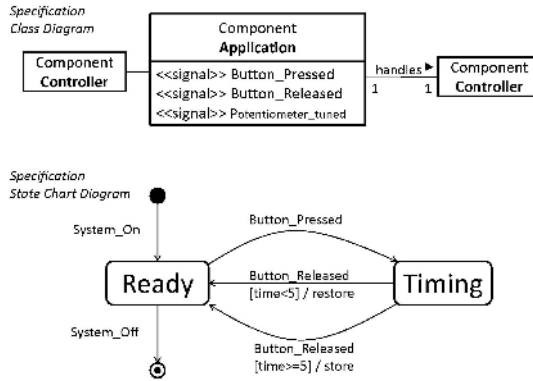 Specification
Class Diagram
Component
Controller
Component
Application
<<signal>> Button_Pressed
<<signal>> Button_Released
<<signal>> Potentiometer_tuned
handles
1 1
Component
Controller
Specification
State Chart Diagram
System_On
Button_Pressed
Ready
Button_Released
[time<5] / restore
Timing
System_Off
Button_Released
[time>=5] / store